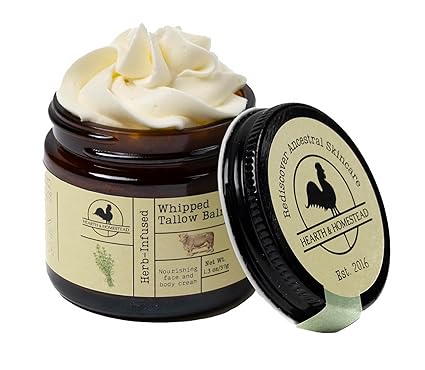 HEARTH & HOMESTEAD
Herb-Infused
Whipped
Tallow Bal
Nourishing
face and
body cream
Net Wt.
Rediscover Ancestral Skincare
HEARTH & HOMESTEAD
Est. 2016